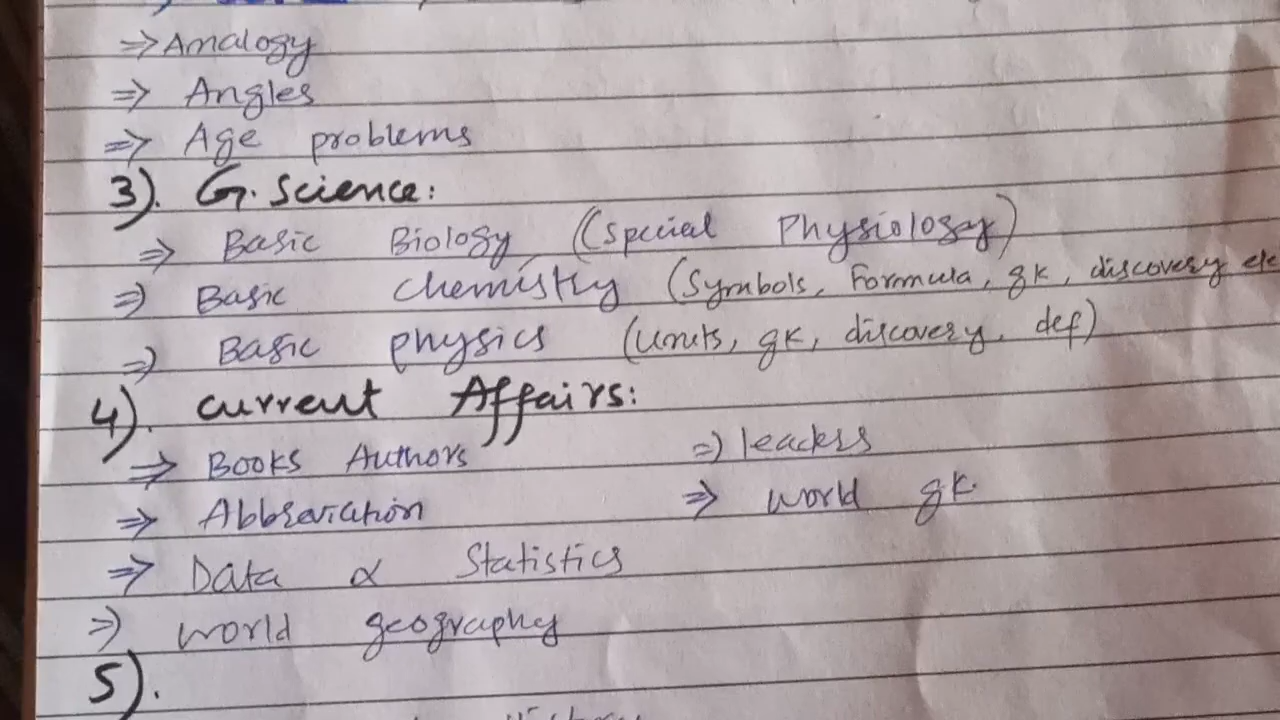 ⇒ Analogy
⇒ Angles
⇒ Age problems
3). G. Science:
⇒ Basic Biology (special Physiology)
⇒ Basic chemistry (Symbols, Formula, gk, discovery etc
⇒ Basic physics (units, gk, discovery, def)
4). current Affairs:
⇒ Books Authors ⇒ leaders
⇒ Abbreviation ⇒ world gk.
⇒ Data & Statistics
⇒ world geography
5).